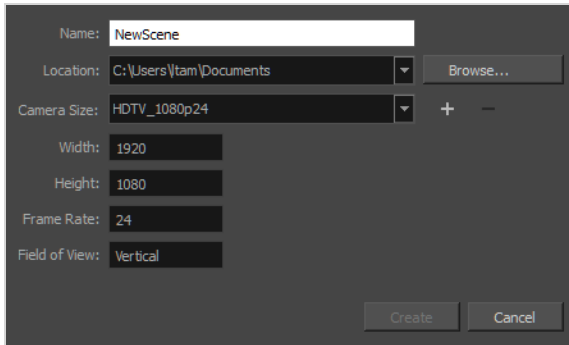 Name: NewScene
Location: C:\Users\ltam\Documents Browse...
Camera Size: HDTV_1080p24 + −
Width: 1920
Height: 1080
Frame Rate: 24
Field of View: Vertical
Create Cancel